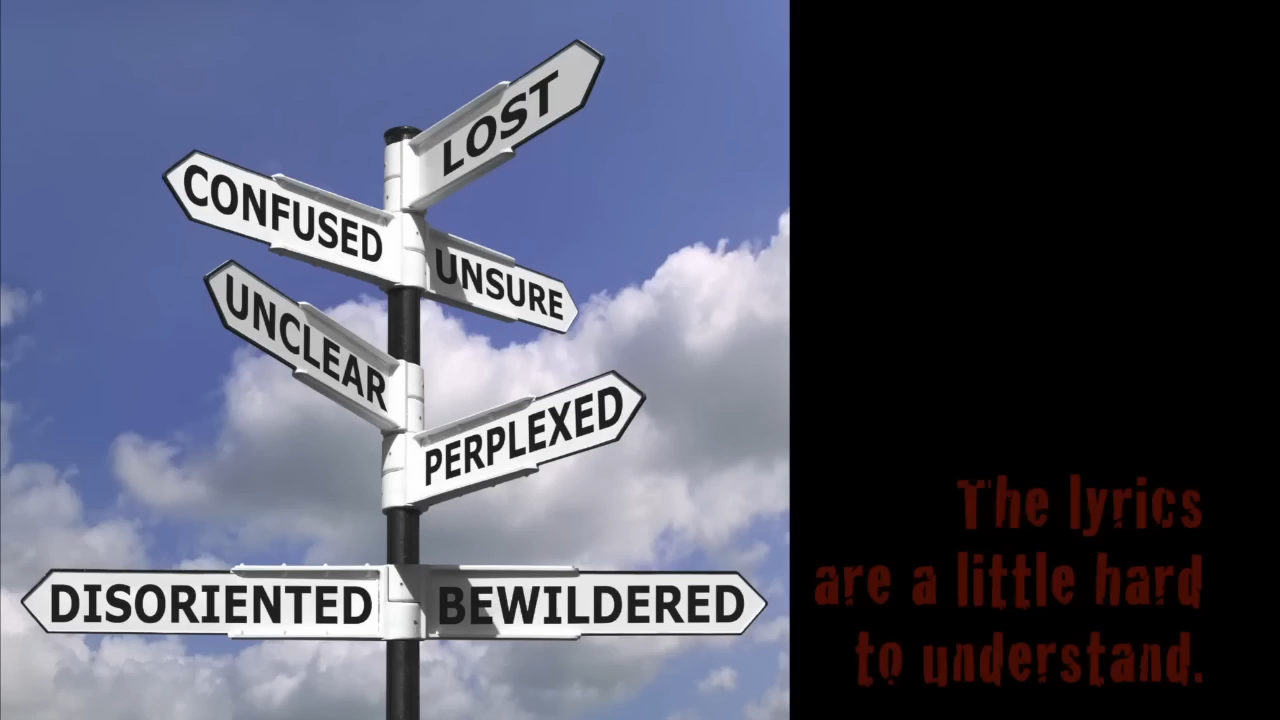 LOST
CONFUSED
UNSURE
UNCLEAR
PERPLEXED
DISORIENTED
BEWILDERED
The lyrics
are a little hard
to understand.